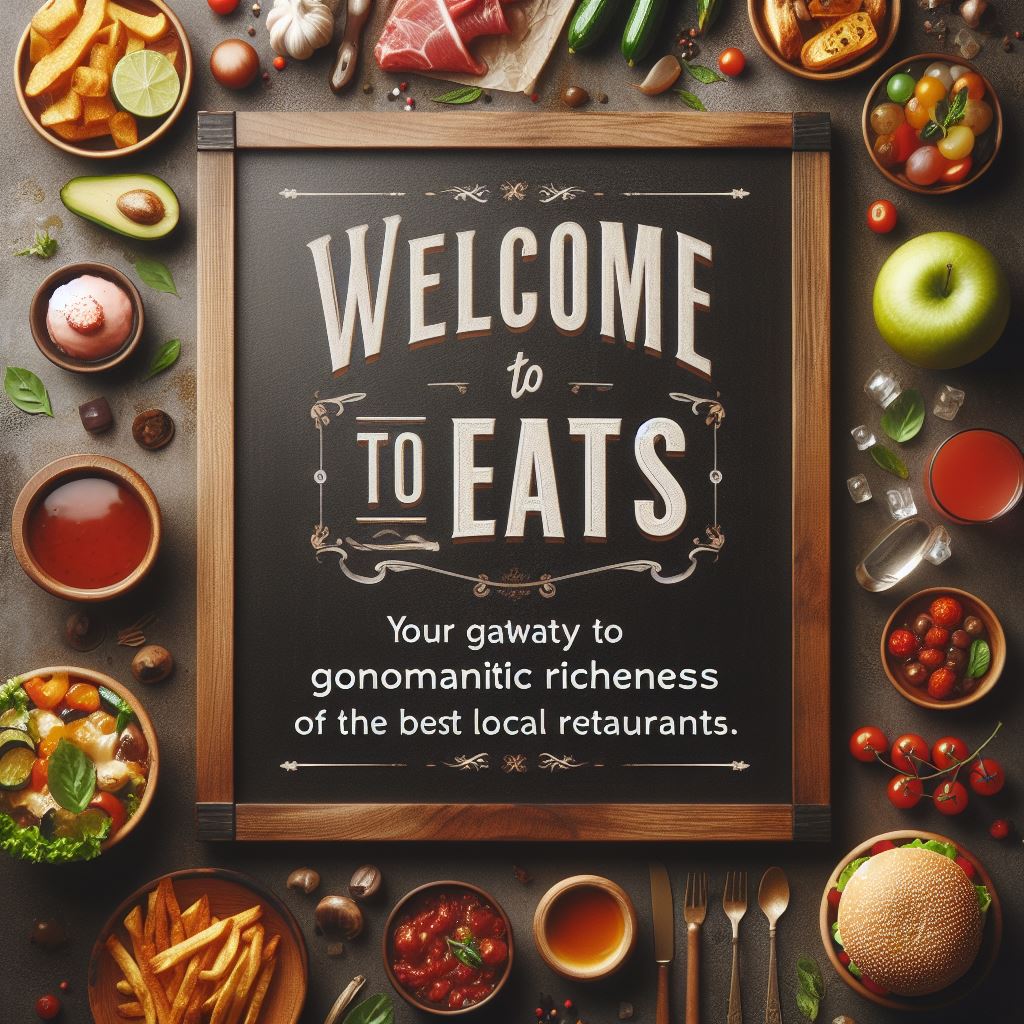 WELCOME
to
TO EATS
Your gawaty to
gonomanitic richeness
of the best local retaurants.